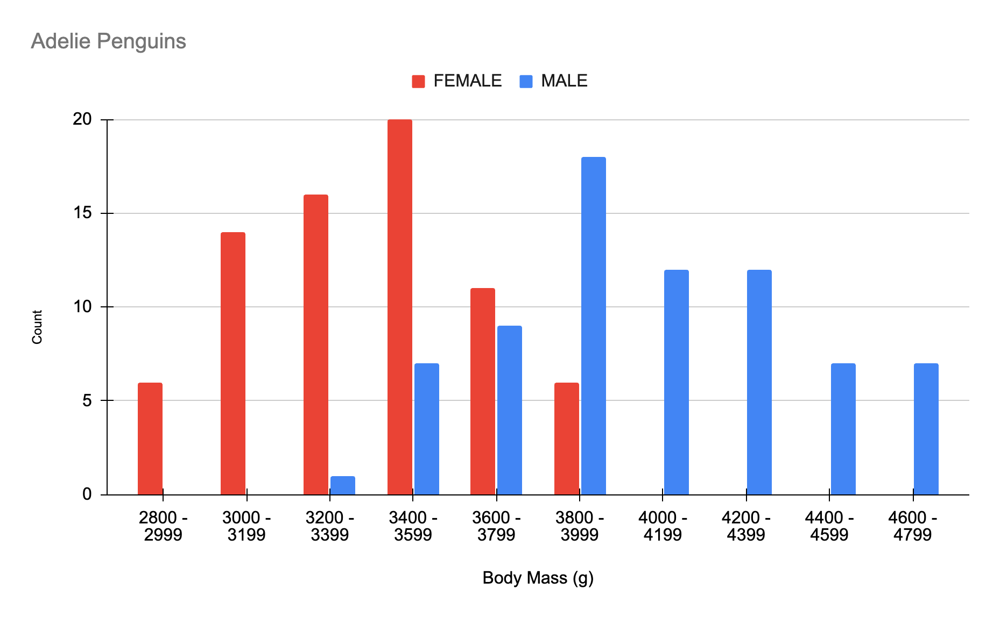 Adelie Penguins
FEMALE MALE
20
15
10
5
0
Count
2800 - 3000 - 3200 - 3400 - 3600 - 3800 - 4000 - 4200 - 4400 - 4600 -
2999 3199 3399 3599 3799 3999 4199 4399 4599 4799
Body Mass (g)